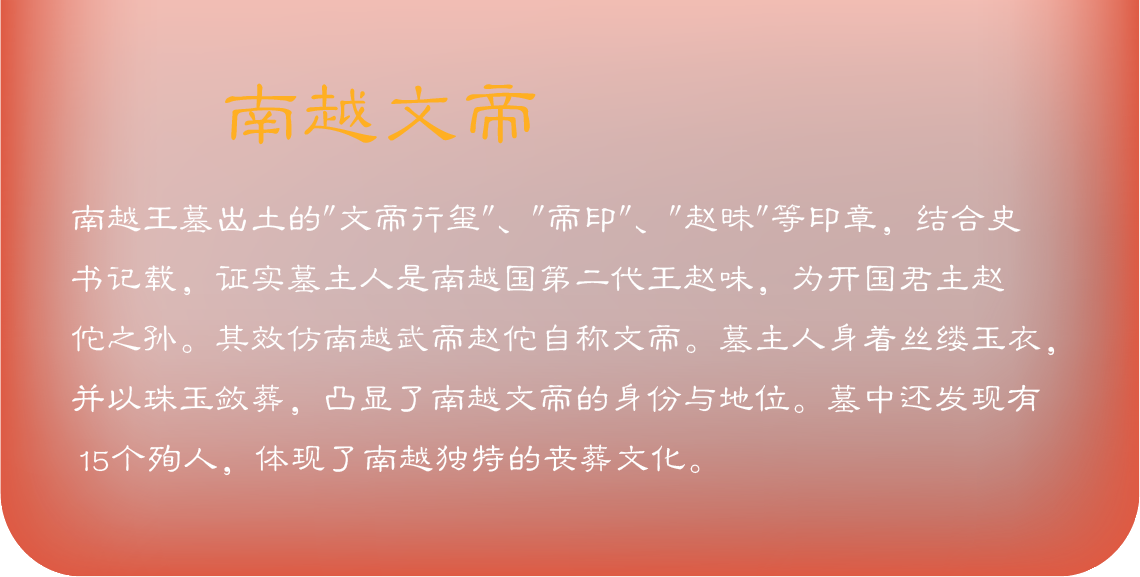 南越文帝
南越王墓出土的"文帝行玺"、"帝印"、"赵昧"等印章，结合史
书记载，证实墓主人是南越国第二代王赵味，为开国君主赵
佗之孙。其效仿南越武帝赵佗自称文帝。墓主人身着丝缕玉衣，
并以珠玉敛葬，凸显了南越文帝的身份与地位。墓中还发现有
15个殉人，体现了南越独特的丧葬文化。